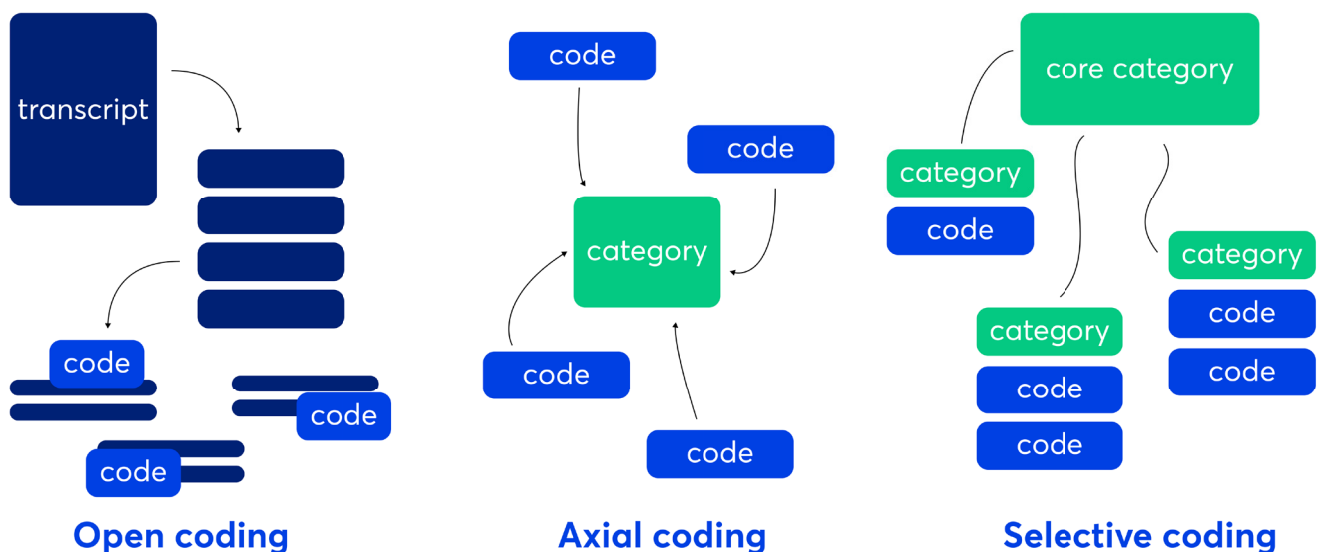 transcript
code
code
code
Open coding
code
code
category
code
code
Axial coding
core category
category
code
category
code
code
category
code
code
Selective coding